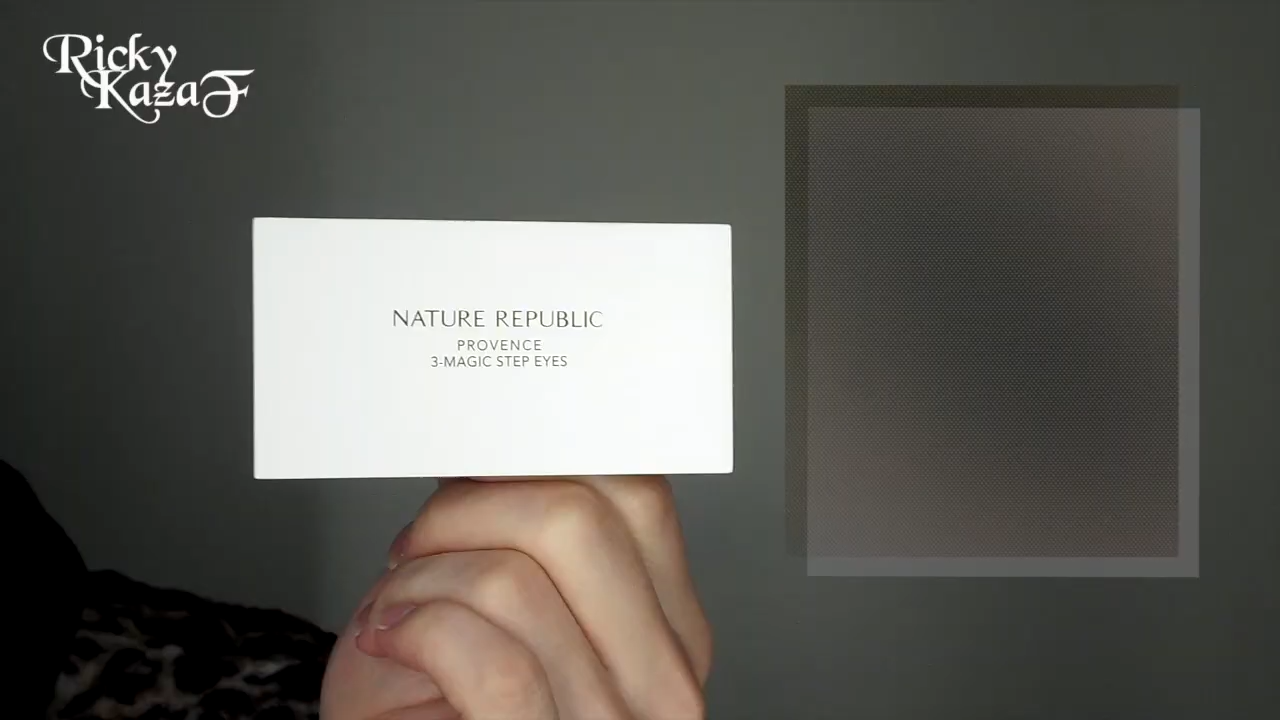 Ricky
KazaF
NATURE REPUBLIC
PROVENCE
3-MAGIC STEP EYES